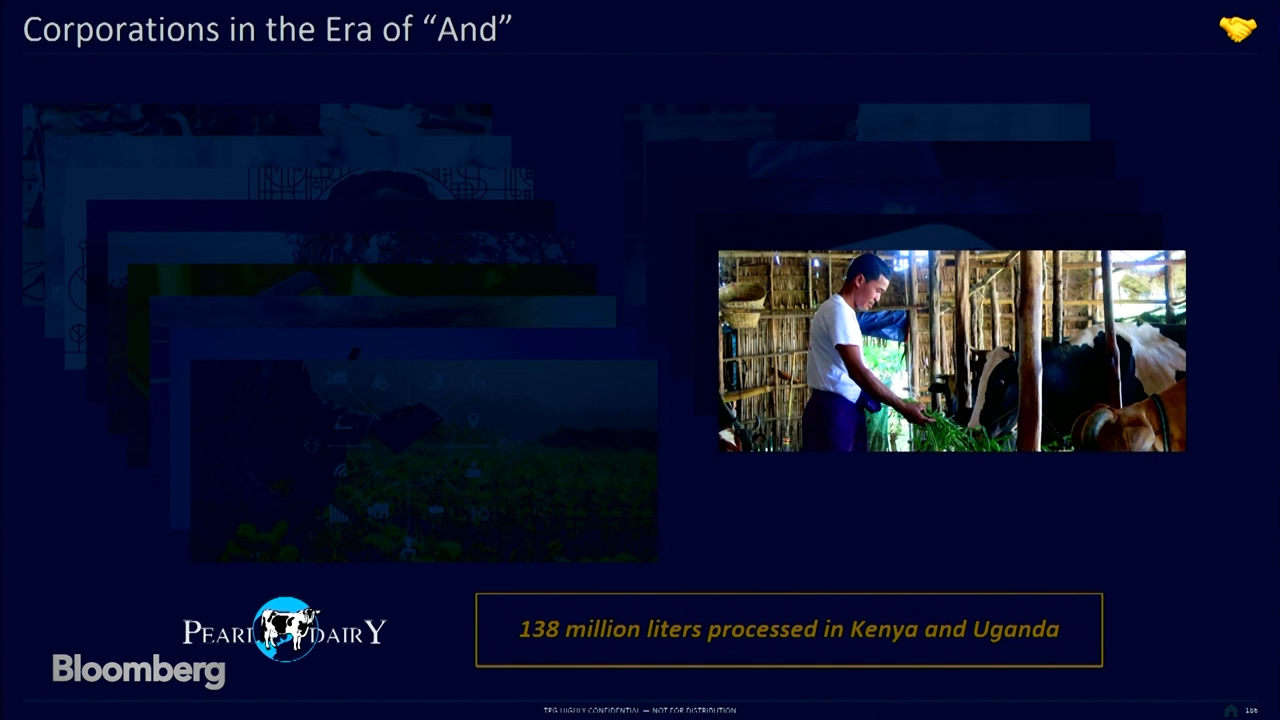 Corporations in the Era of “And”
PEARL DAIRY
138 million liters processed in Kenya and Uganda
Bloomberg
TPG HIGHLY CONFIDENTIAL — NOT FOR DISTRIBUTION
186